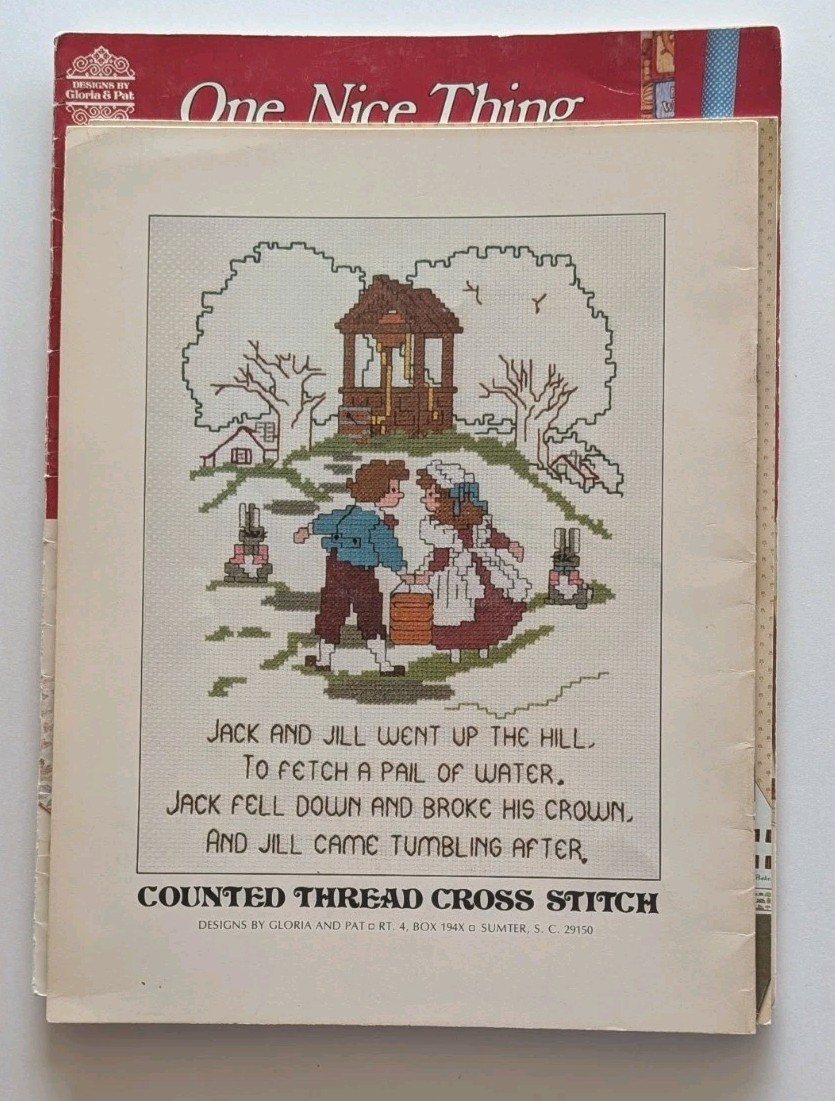 DESIGNS BY
Gloria & Pat
One Nice Thing
JACK AND JILL WENT UP THE HILL,
TO FETCH A PAIL OF WATER.
JACK FELL DOWN AND BROKE HIS CROWN,
AND JILL CAME TUMBLING AFTER.
COUNTED THREAD CROSS STITCH
DESIGNS BY GLORIA AND PAT □ RT. 4, BOX 194X □ SUMTER, S. C. 29150